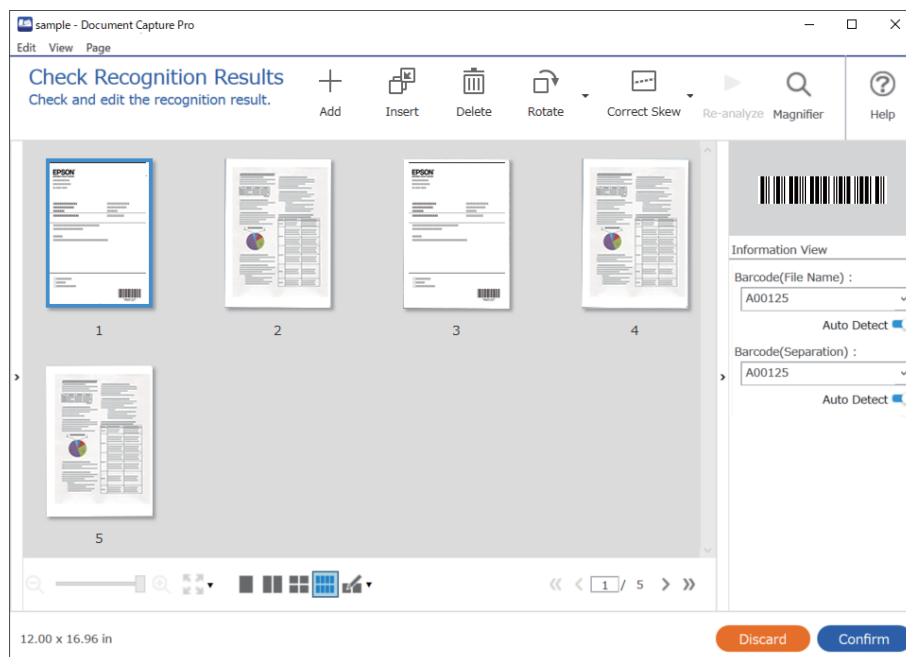 sample - Document Capture Pro
Edit View Page
Check Recognition Results
Check and edit the recognition result.
Add
Insert
Delete
Rotate
Correct Skew
Re-analyze
Magnifier
Help
EPSON
EPSON
1
2
3
4
5
Information View
Barcode(File Name) :
A00125
Auto Detect
Barcode(Separation) :
A00125
Auto Detect
1 / 5
12.00 x 16.96 in
Discard
Confirm